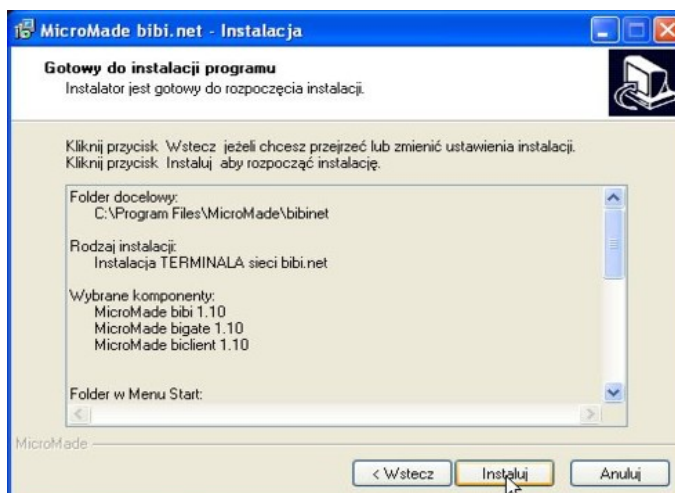 MicroMade bibi.net - Instalacja
Gotowy do instalacji programu
Instalator jest gotowy do rozpoczęcia instalacji.
Kliknij przycisk Wstecz jeżeli chcesz przejrzeć lub zmienić ustawienia instalacji.
Kliknij przycisk Instaluj aby rozpocząć instalację.
Folder docelowy:
C:\Program Files\MicroMade\bibinet
Rodzaj instalacji:
Instalacja TERMINALA sieci bibi.net
Wybrane komponenty:
MicroMade bibi 1.10
MicroMade bigate 1.10
MicroMade biclient 1.10
Folder w Menu Start:
MicroMade
< Wstecz
Instaluj
Anuluj